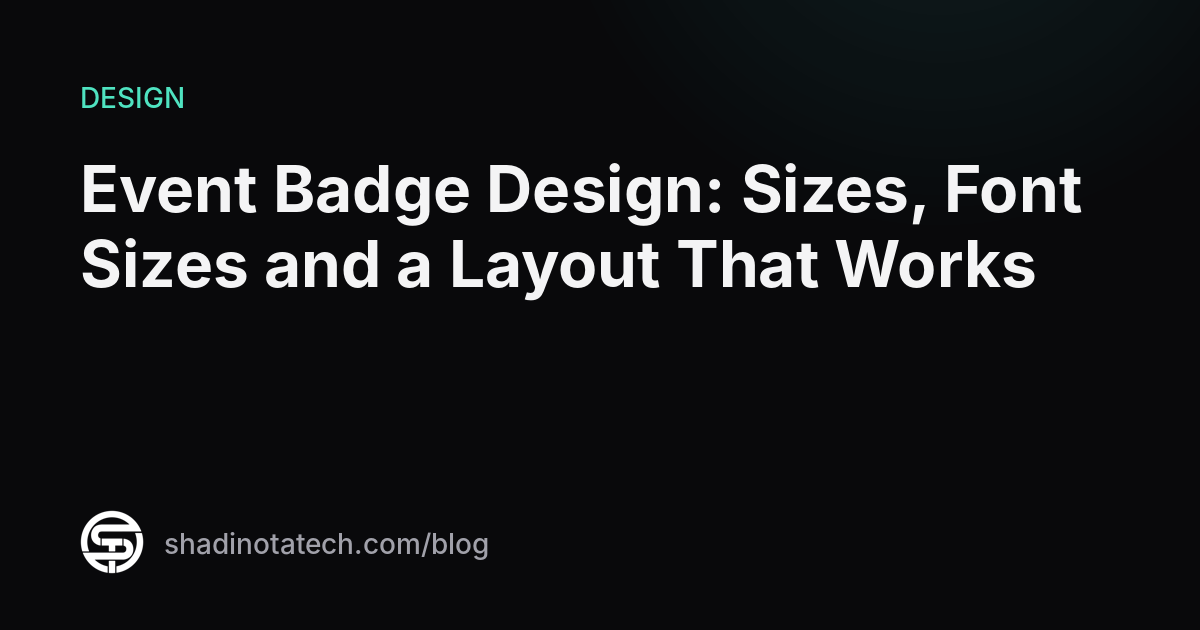 DESIGN
Event Badge Design: Sizes, Font
Sizes and a Layout That Works
shadinotatech.com/blog